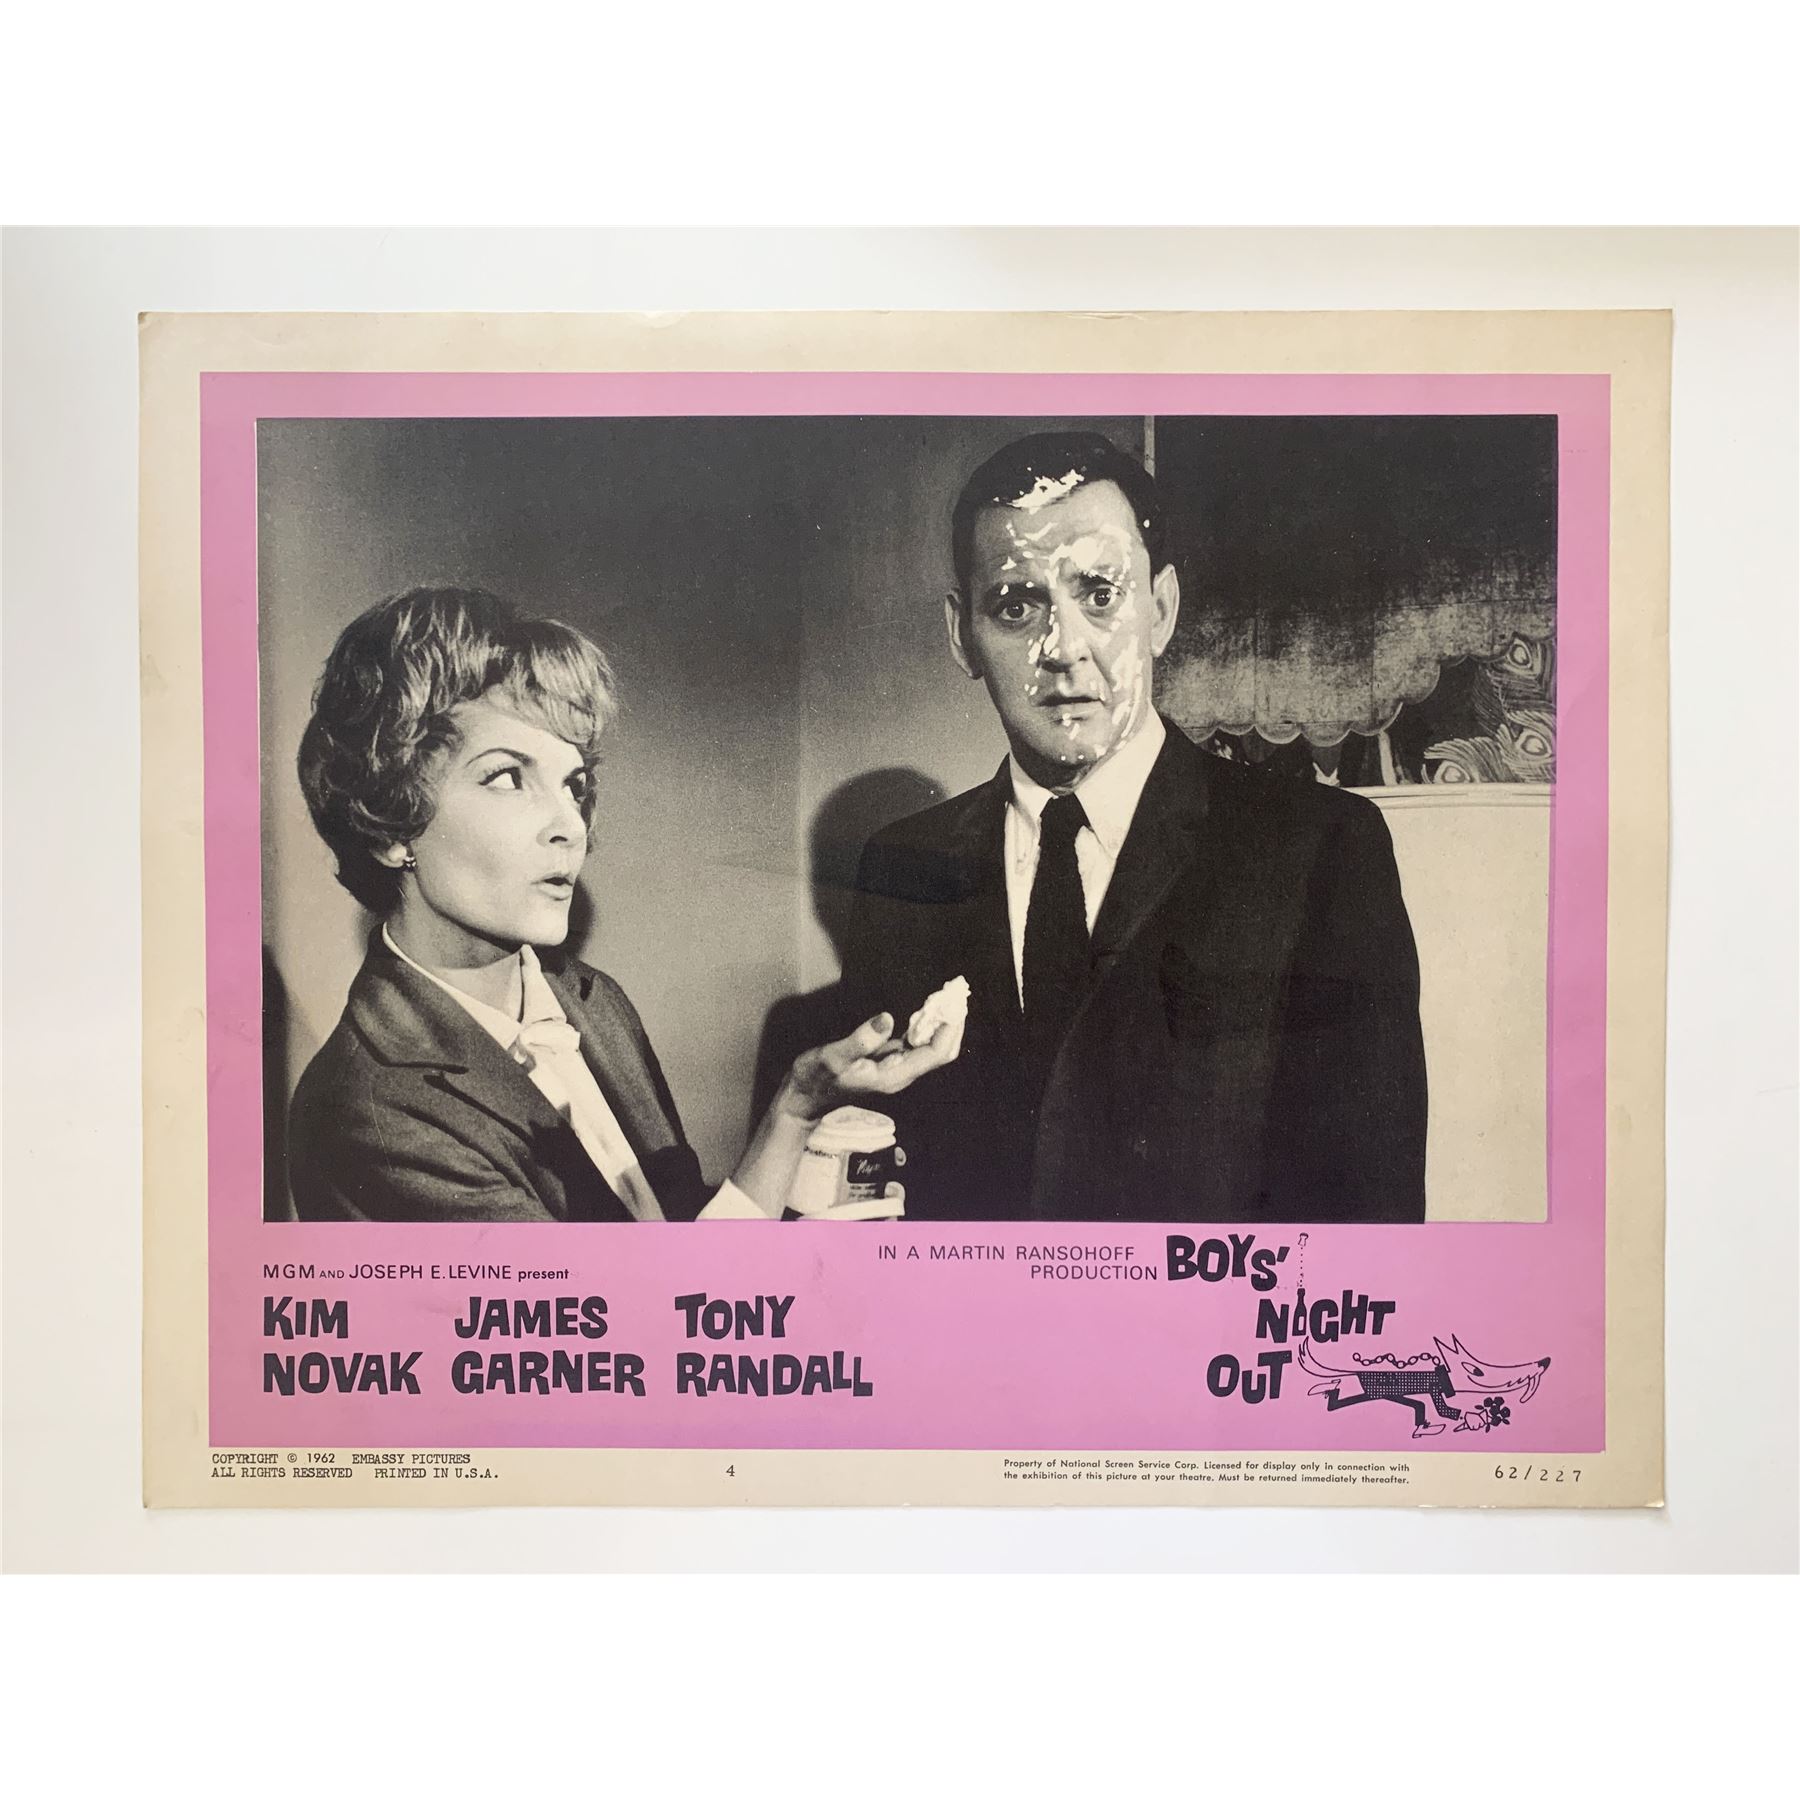 MGM AND JOSEPH E. LEVINE present
KIM NOVAK
JAMES GARNER
TONY RANDALL
IN A MARTIN RANSOHOFF
PRODUCTION
BOYS'
NIGHT
OUT
COPYRIGHT © 1962 EMBASSY PICTURES
ALL RIGHTS RESERVED PRINTED IN U.S.A.
4
Property of National Screen Service Corp. Licensed for display only in connection with
the exhibition of this picture at your theatre. Must be returned immediately thereafter.
62/227